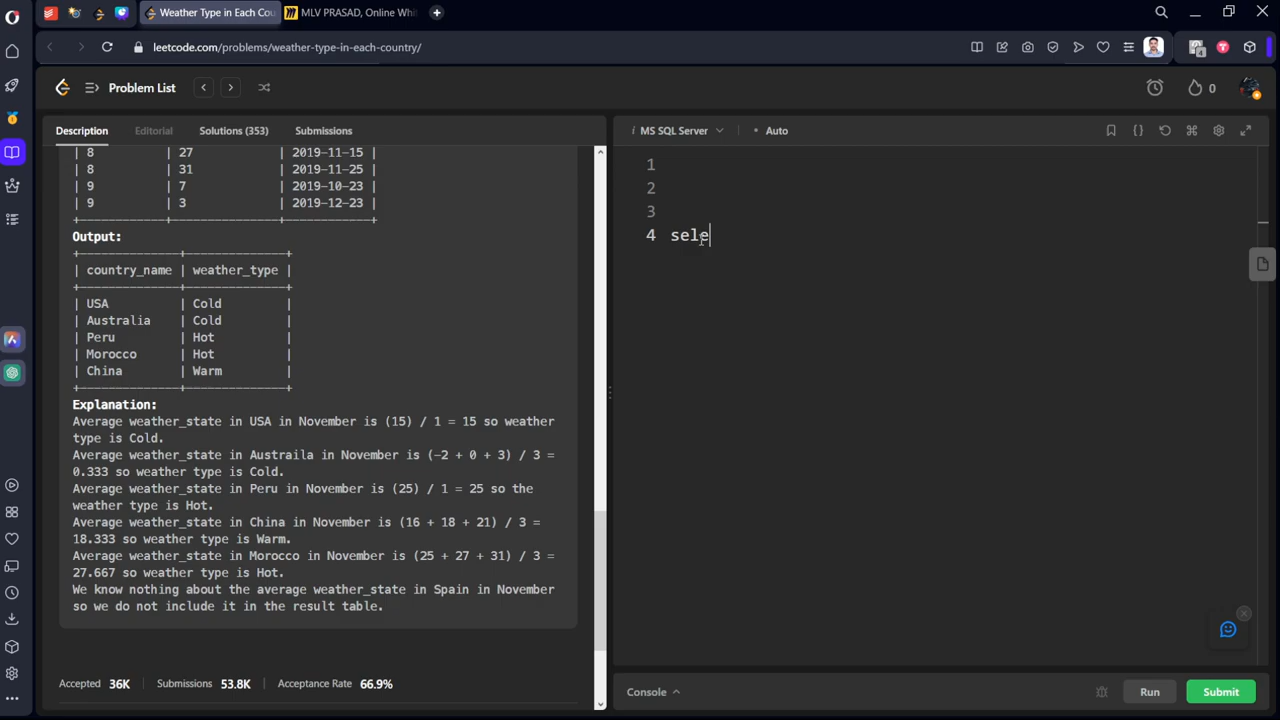 Weather Type in Each Cou
MLV PRASAD, Online Whi
leetcode.com/problems/weather-type-in-each-country/
4
Problem List
0
Description
Editorial
Solutions (353)
Submissions
MS SQL Server
• Auto
| 8 | 27 | 2019-11-15 |
| 8 | 31 | 2019-11-25 |
| 9 | 7 | 2019-10-23 |
| 9 | 3 | 2019-12-23 |
+--------------+---------------+------------+
Output:
+--------------+--------------+
| country_name | weather_type |
+--------------+--------------+
| USA | Cold |
| Australia | Cold |
| Peru | Hot |
| Morocco | Hot |
| China | Warm |
+--------------+--------------+
Explanation:
Average weather_state in USA in November is (15) / 1 = 15 so weather
type is Cold.
Average weather_state in Austraila in November is (-2 + 0 + 3) / 3 =
0.333 so weather type is Cold.
Average weather_state in Peru in November is (25) / 1 = 25 so the
weather type is Hot.
Average weather_state in China in November is (16 + 18 + 21) / 3 =
18.333 so weather type is Warm.
Average weather_state in Morocco in November is (25 + 27 + 31) / 3 =
27.667 so weather type is Hot.
We know nothing about the average weather_state in Spain in November
so we do not include it in the result table.
Accepted 36K
Submissions 53.8K
Acceptance Rate 66.9%
1
2
3
4 sele
Console
Run
Submit